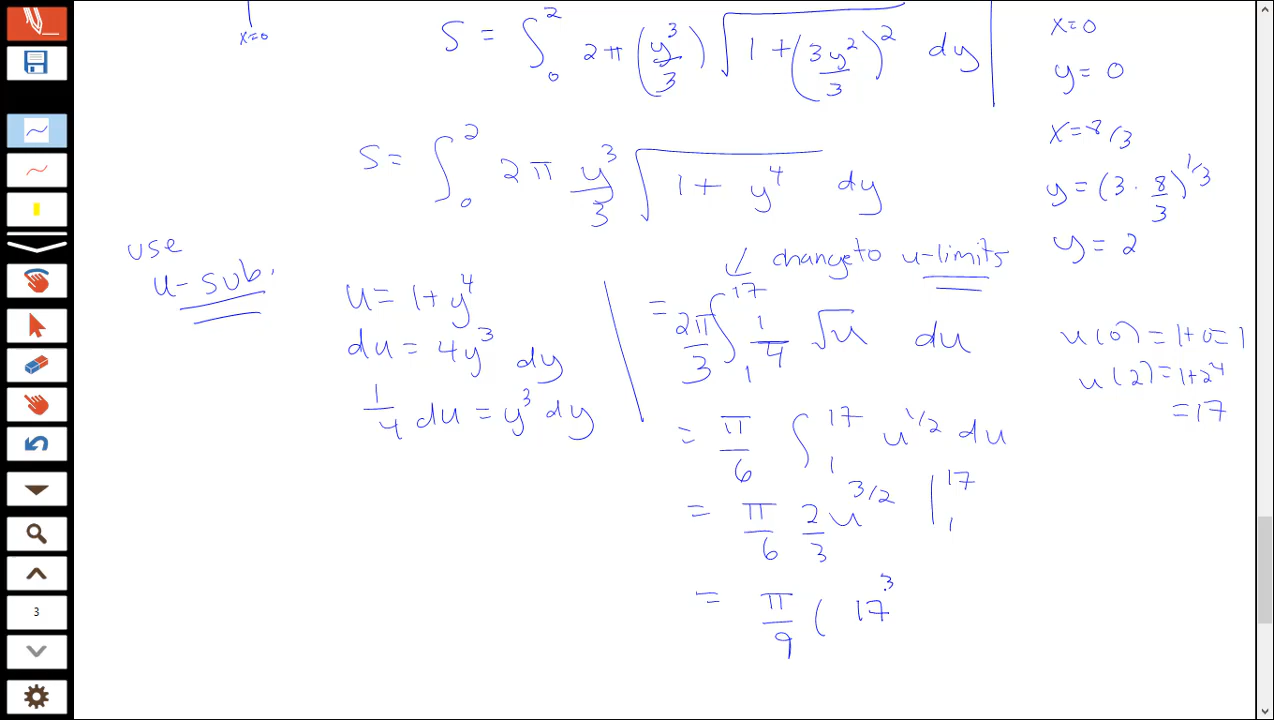 x=0
S = ∫₀² 2π (y³/3) √(1 + (3y²/3)²) dy
x=0
y= 0
x=8/3
y= (3 · 8/3)^1/3
y= 2
S= ∫₀² 2π y³/3 √(1+ y⁴) dy
use
u-sub.
u= 1+ y⁴
du = 4y³ dy
1/4 du = y³ dy
↙ change to u-limits
= 2π/3 ∫₁¹⁷ 1/4 √u du
u(0) = 1+0=1
u(2)=1+2⁴
=17
= π/6 ∫₁¹⁷ u^1/2 du
= π/6 2/3 u^3/2 |₁¹⁷
= π/9 ( 17³
3